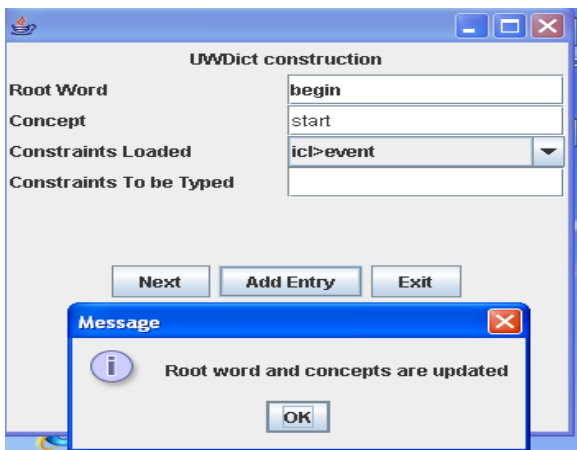 UWDict construction
Root Word begin
Concept start
Constraints Loaded icl>event
Constraints To be Typed
Next Add Entry Exit
Message
i Root word and concepts are updated
OK